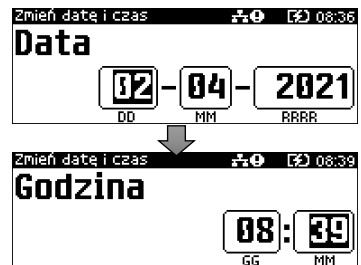 Zmień datę i czas 08:36
Data
02-04-2021
DD MM RRRR
Zmień datę i czas 08:39
Godzina
08:39
GG MM